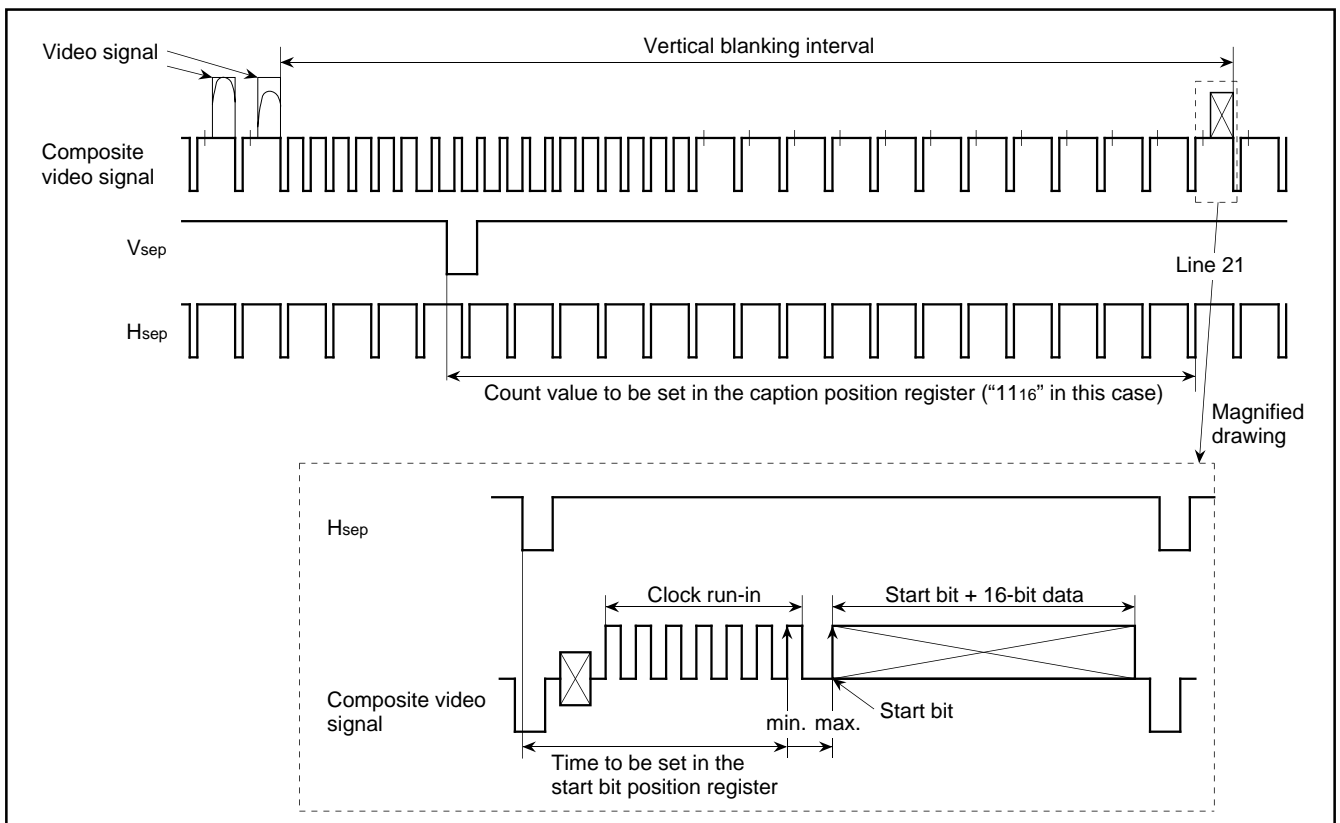 Video signal
Vertical blanking interval
Composite
video signal
Vsep
Line 21
Hsep
Count value to be set in the caption position register (“1116” in this case)
Magnified
drawing
Hsep
Clock run-in
Start bit + 16-bit data
Composite video
signal
min. max.
Start bit
Time to be set in the
start bit position register